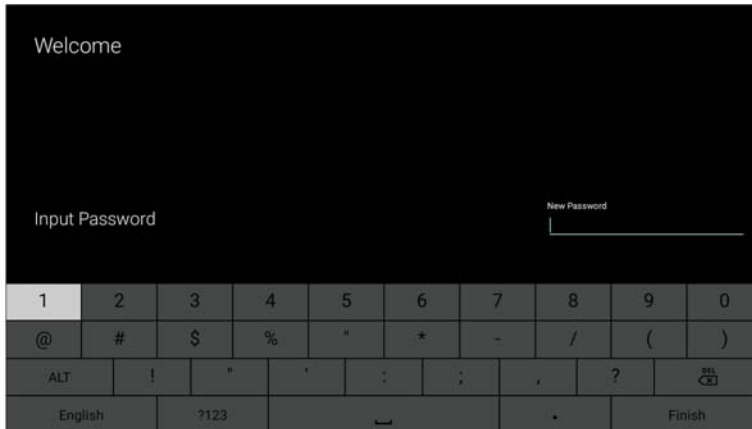 Welcome
New Password
Input Password
1 2 3 4 5 6 7 8 9 0
@ # $ % " * - / ( )
ALT ! " ' : ; , ? DEL
English ?123 . Finish